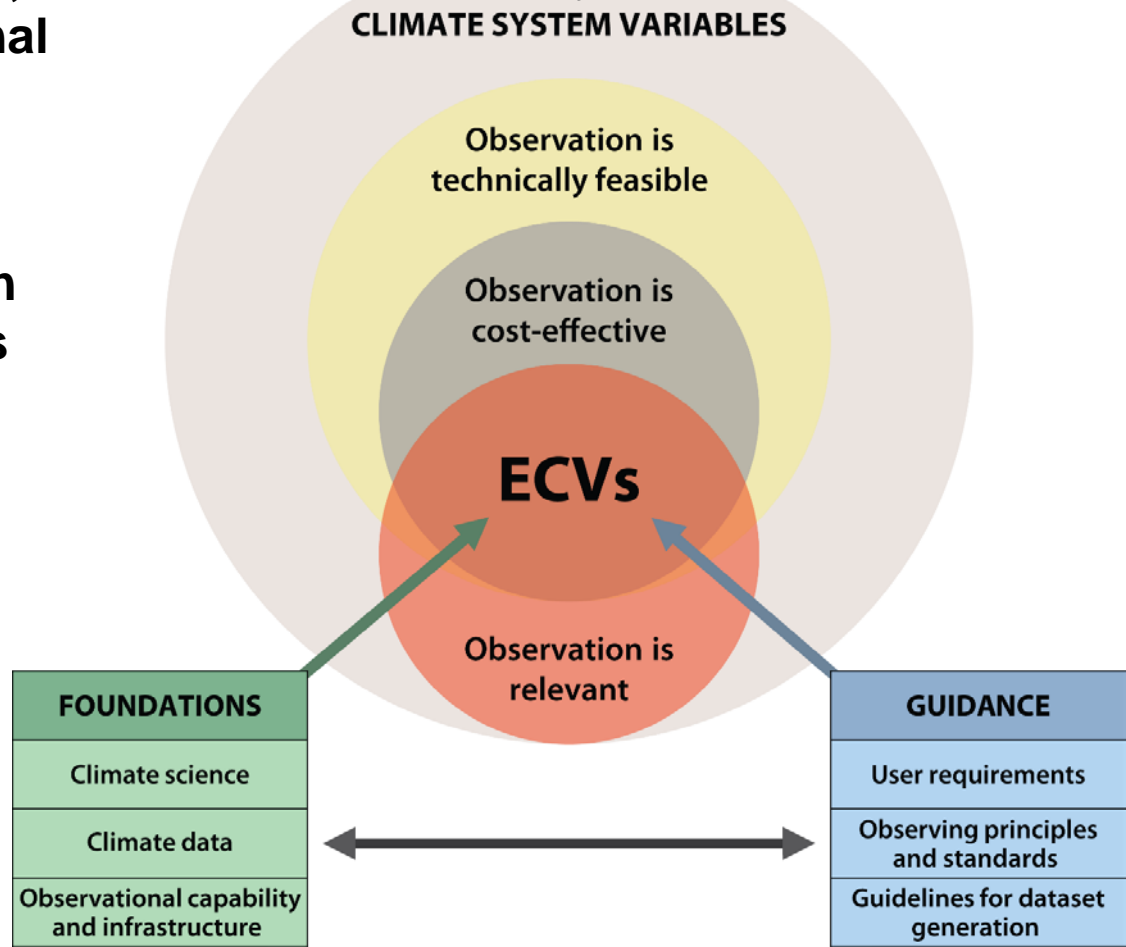 CLIMATE SYSTEM VARIABLES
Observation is
technically feasible
Observation is
cost-effective
ECVs
Observation is
relevant
FOUNDATIONS
Climate science
Climate data
Observational capability
and infrastructure
GUIDANCE
User requirements
Observing principles
and standards
Guidelines for dataset
generation